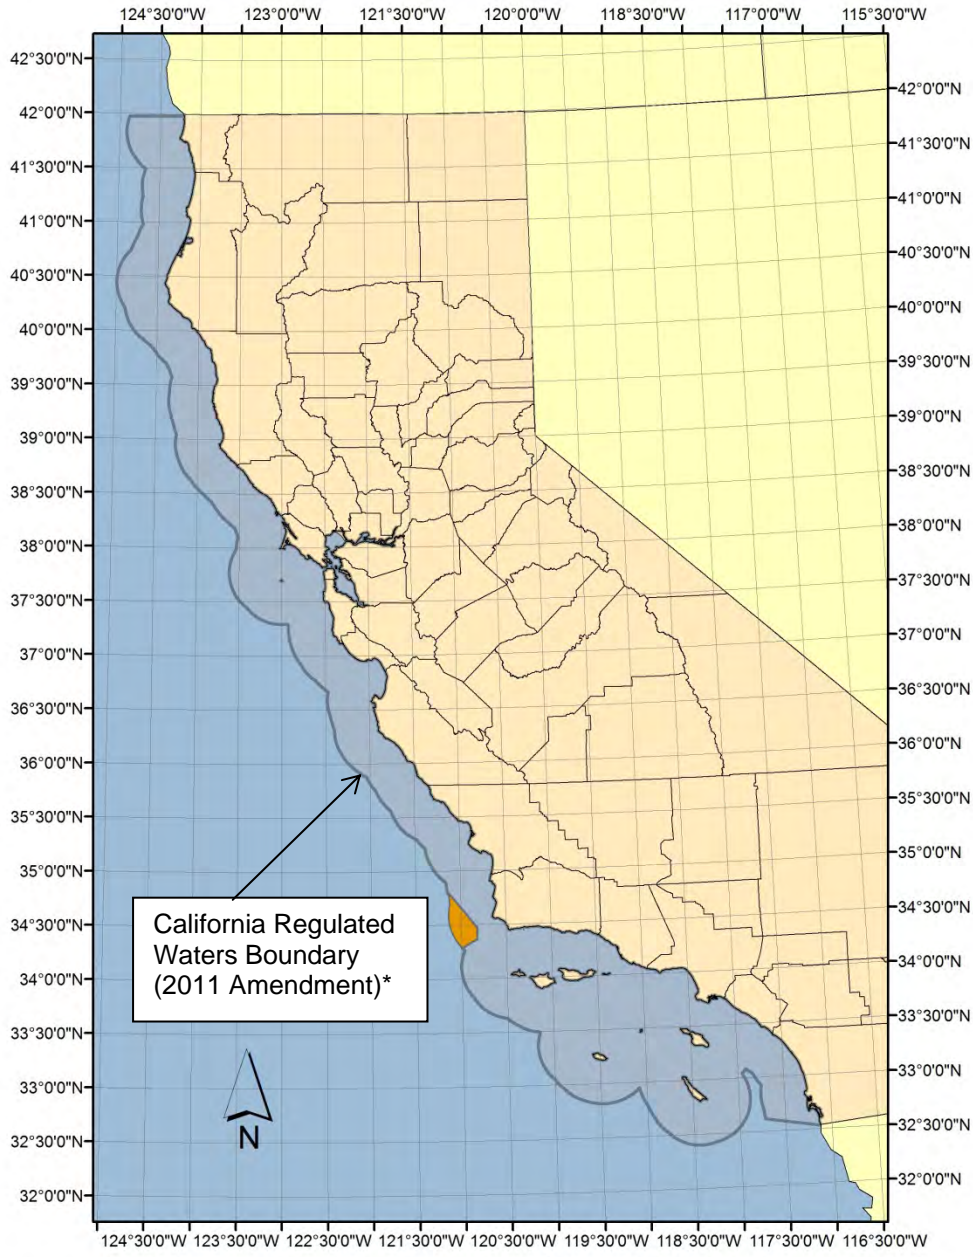 124°30'0"W 123°0'0"W 121°30'0"W 120°0'0"W 118°30'0"W 117°0'0"W 115°30'0"W
42°30'0"N
42°0'0"N
41°30'0"N
41°0'0"N
40°30'0"N
40°0'0"N
39°30'0"N
39°0'0"N
38°30'0"N
38°0'0"N
37°30'0"N
37°0'0"N
36°30'0"N
36°0'0"N
35°30'0"N
35°0'0"N
34°30'0"N
34°0'0"N
33°30'0"N
33°0'0"N
32°30'0"N
32°0'0"N
42°0'0"N
41°30'0"N
41°0'0"N
40°30'0"N
40°0'0"N
39°30'0"N
39°0'0"N
38°30'0"N
38°0'0"N
37°30'0"N
37°0'0"N
36°30'0"N
36°0'0"N
35°30'0"N
35°0'0"N
34°30'0"N
34°0'0"N
33°30'0"N
33°0'0"N
32°30'0"N
32°0'0"N
California Regulated
Waters Boundary
(2011 Amendment)*
N
124°30'0"W 123°30'0"W 122°30'0"W 121°30'0"W 120°30'0"W 119°30'0"W 118°30'0"W 117°30'0"W 116°30'0"W